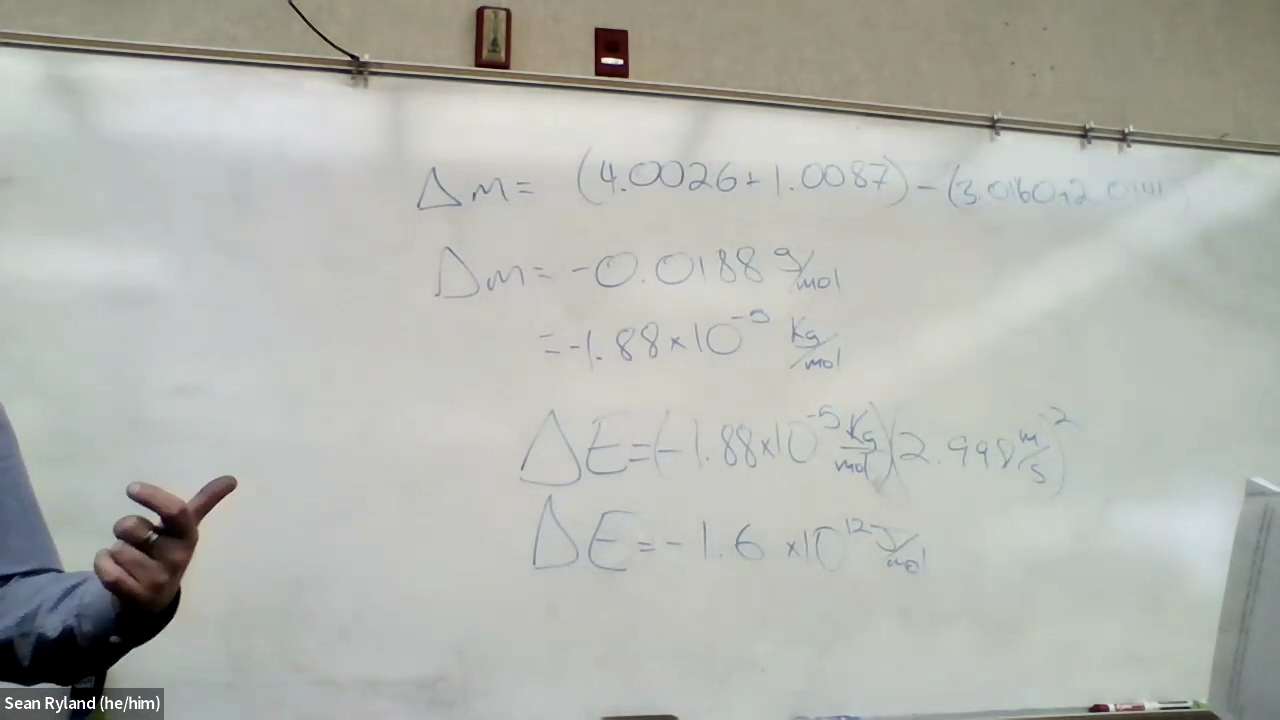 Δm = (4.0026+1.0087)-(3.0160+2.0141
Δm = -0.0188 g/mol
= -1.88×10⁻⁵ Kg/mol
ΔE=(-1.88×10⁻⁵ Kg/mol)(2.998 m/s)²
ΔE = -1.6 ×10¹² J/mol
Sean Ryland (he/him)